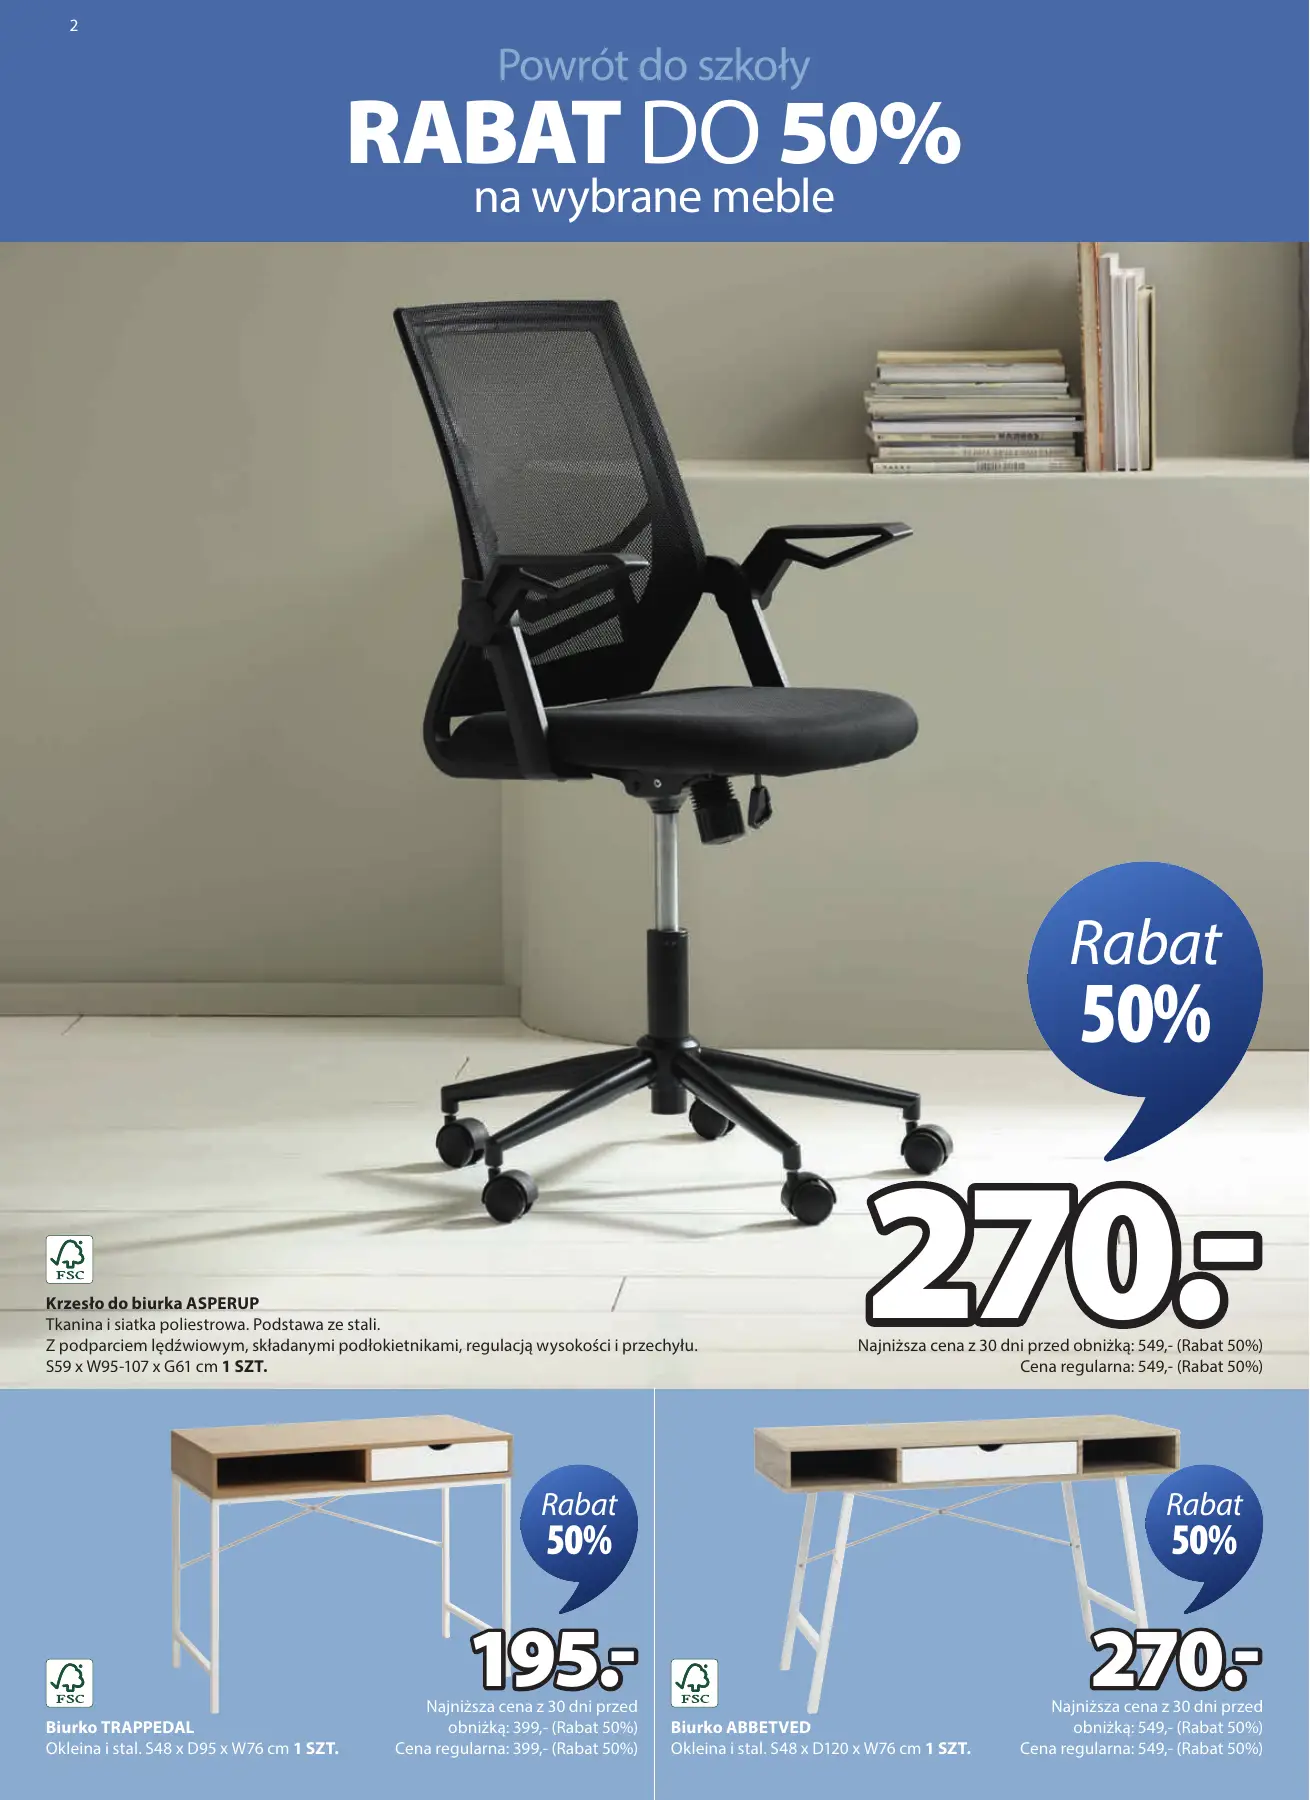 2
Powrót do szkoły
RABAT DO 50%
na wybrane meble
Rabat
50%
270.-
FSC
Krzesło do biurka ASPERUP
Tkanina i siatka poliestrowa. Podstawa ze stali.
Z podparciem lędźwiowym, składanymi podłokietnikami, regulacją wysokości i przechyłu.
S59 x W95-107 x G61 cm 1 SZT.
Najniższa cena z 30 dni przed obniżką: 549,- (Rabat 50%)
Cena regularna: 549,- (Rabat 50%)
Rabat
50%
195.-
FSC
Biurko TRAPPEDAL
Okleina i stal. S48 x D95 x W76 cm 1 SZT.
Najniższa cena z 30 dni przed
obniżką: 399,- (Rabat 50%)
Cena regularna: 399,- (Rabat 50%)
Rabat
50%
270.-
FSC
Biurko ABBETVED
Okleina i stal. S48 x D120 x W76 cm 1 SZT.
Najniższa cena z 30 dni przed
obniżką: 549,- (Rabat 50%)
Cena regularna: 549,- (Rabat 50%)